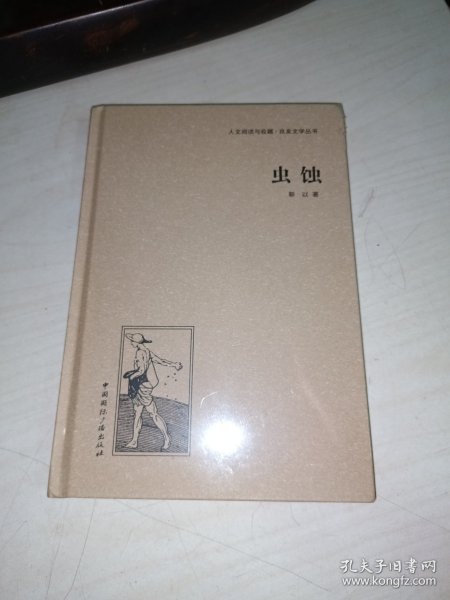 人文阅读与收藏·良友文学丛书
虫蚀
靳 以 著
中国国际广播出版社
孔夫子旧书网
www.kongfz.com